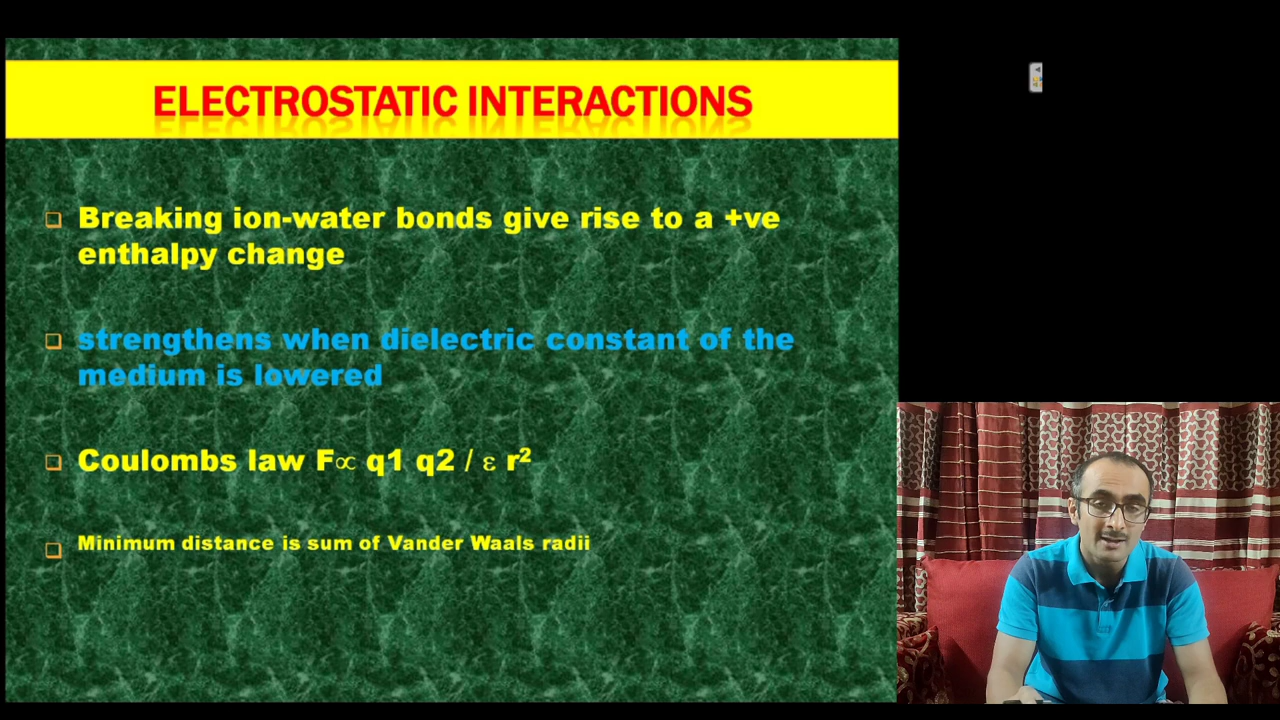 ELECTROSTATIC INTERACTIONS
Breaking ion-water bonds give rise to a +ve
enthalpy change
strengthens when dielectric constant of the
medium is lowered
Coulombs law F∝ q1 q2 / ε r²
Minimum distance is sum of Vander Waals radii